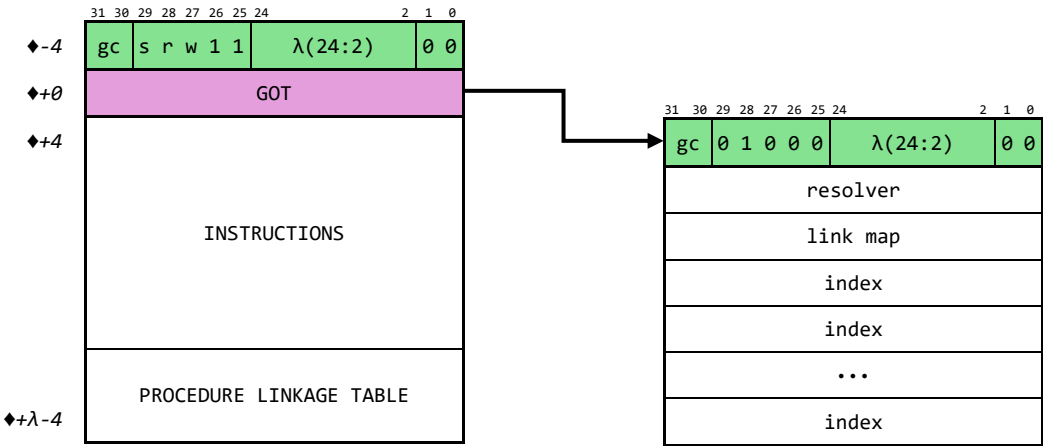 31 30 29 28 27 26 25 24 2 1 0
♦-4 gc s r w 1 1 λ(24:2) 0 0
♦+0 GOT
♦+4
INSTRUCTIONS
PROCEDURE LINKAGE TABLE
♦+λ-4
31 30 29 28 27 26 25 24 2 1 0
gc 0 1 0 0 0 λ(24:2) 0 0
resolver
link map
index
index
...
index